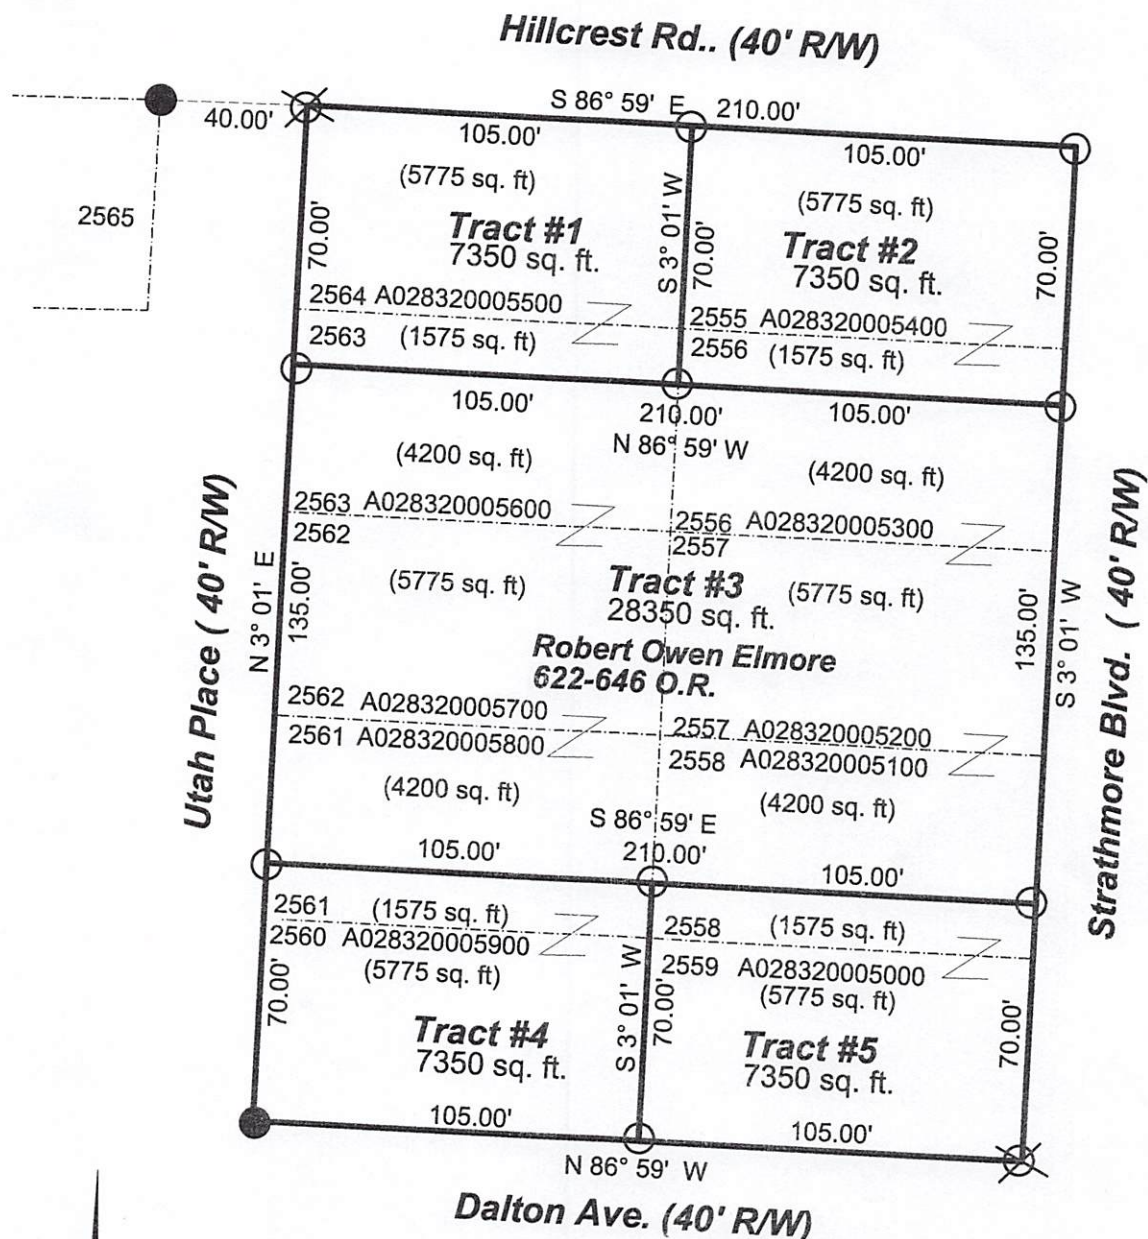 Hillcrest Rd.. (40' R/W)
S 86° 59' E 210.00'
40.00'
105.00'
105.00'
2565
(5775 sq. ft)
(5775 sq. ft)
70.00'
Tract #1
7350 sq. ft.
S 3° 01' W
70.00'
Tract #2
7350 sq. ft.
70.00'
2564 A028320005500
2555 A028320005400
2563 (1575 sq. ft)
2556 (1575 sq. ft)
105.00'
210.00'
105.00'
N 86° 59' W
(4200 sq. ft)
(4200 sq. ft)
2563 A028320005600
2556 A028320005300
2562
2557
(5775 sq. ft)
Tract #3
28350 sq. ft.
(5775 sq. ft)
Utah Place ( 40' R/W)
N 3° 01' E
135.00'
135.00'
S 3° 01' W
Strathmore Blvd. ( 40' R/W)
Robert Owen Elmore
622-646 O.R.
2562 A028320005700
2557 A028320005200
2561 A028320005800
2558 A028320005100
(4200 sq. ft)
(4200 sq. ft)
S 86° 59' E
105.00'
210.00'
105.00'
2561 (1575 sq. ft)
2558 (1575 sq. ft)
2560 A028320005900
2559 A028320005000
(5775 sq. ft)
(5775 sq. ft)
70.00'
S 3° 01' W
70.00'
70.00'
Tract #4
7350 sq. ft.
Tract #5
7350 sq. ft.
105.00'
105.00'
N 86° 59' W
Dalton Ave. (40' R/W)